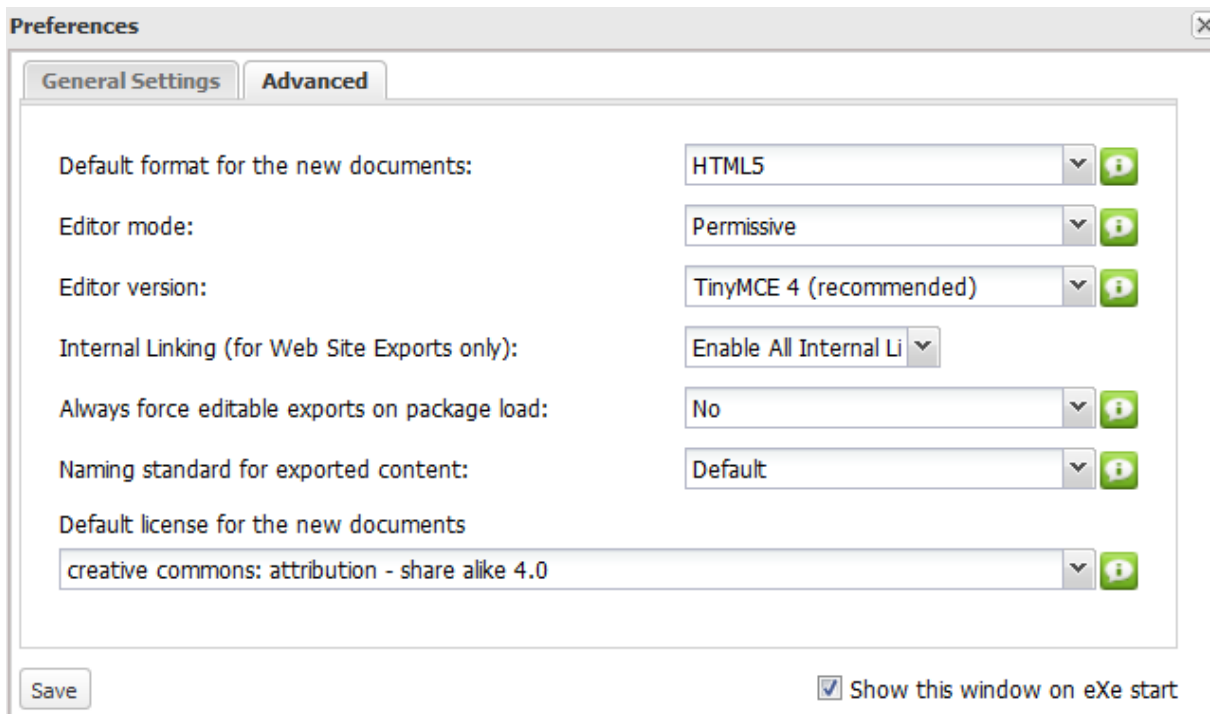 Preferences
General Settings Advanced
Default format for the new documents: HTML5
Editor mode: Permissive
Editor version: TinyMCE 4 (recommended)
Internal Linking (for Web Site Exports only): Enable All Internal Li
Always force editable exports on package load: No
Naming standard for exported content: Default
Default license for the new documents
creative commons: attribution - share alike 4.0
Save Show this window on eXe start